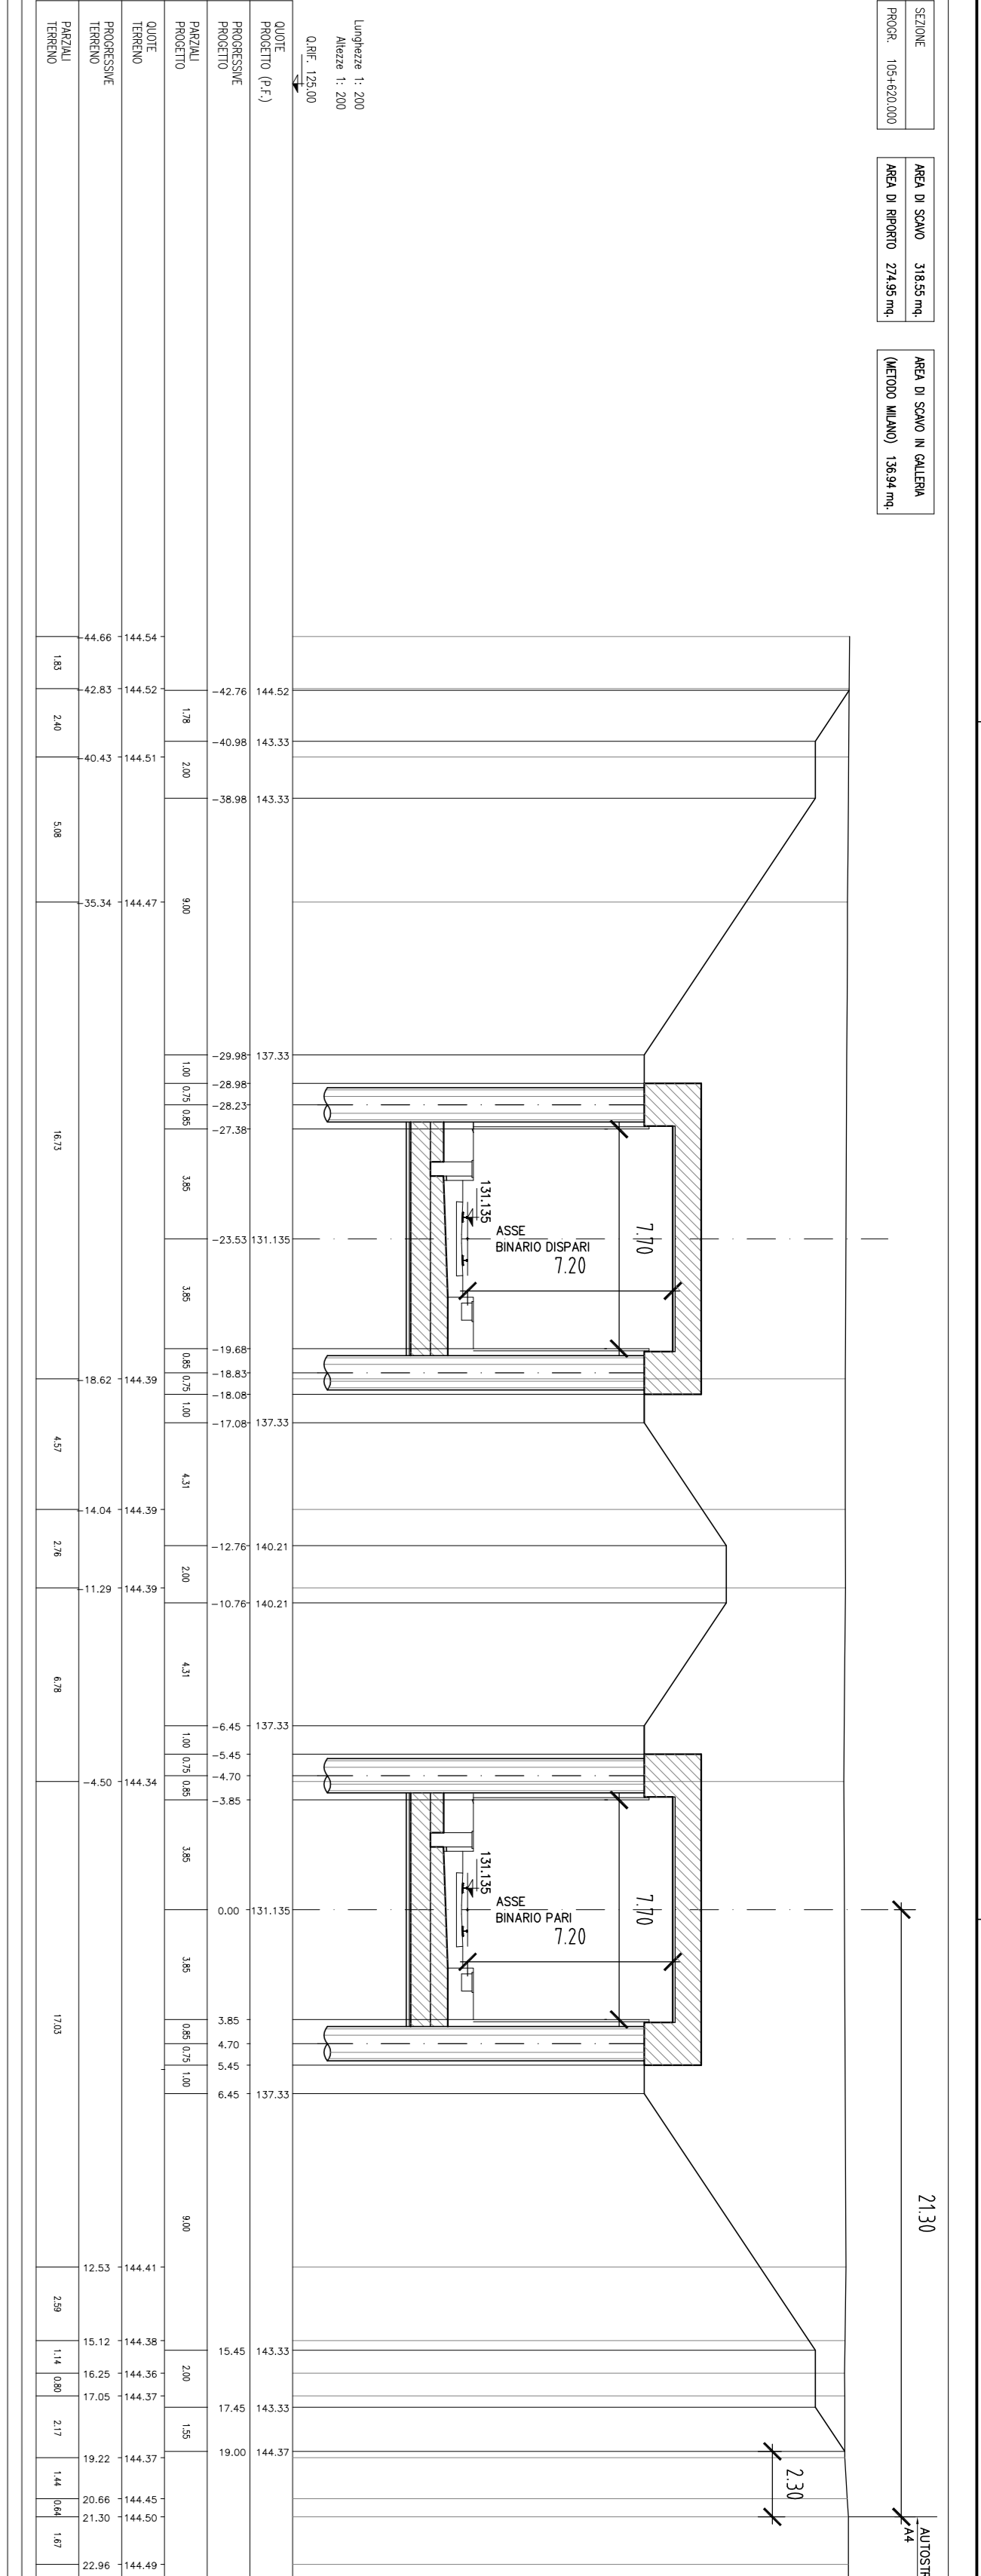 SEZIONE
PROGR. 105+620.000
AREA DI SCAVO 318.55 mq.
AREA DI RIPORTO 274.95 mq.
AREA DI SCAVO IN GALLERIA
(METODO MILANO) 136.94 mq.
21.30
AUTOSTR
A4
2.30
7.70
7.20
ASSE
BINARIO DISPARI
131.135
7.70
7.20
ASSE
BINARIO PARI
131.135
Lunghezze 1: 200
Altezze 1: 200
Q.RIF. 125.00
QUOTE
PROGETTO (P.F.)
144.52 143.33 143.33 137.33 131.135 137.33 140.21 140.21 137.33 131.135 137.33 143.33 143.33 144.37
PROGRESSIVE
PROGETTO
-42.76 -40.98 -38.98 -29.98 -28.98 -28.23 -27.38 -23.53 -19.68 -18.83 -18.08 -17.08 -12.76 -10.76 -6.45 -5.45 -4.70 -3.85 0.00 3.85 4.70 5.45 6.45 15.45 17.45 19.00
PARZIALI
PROGETTO
1.78 2.00 9.00 1.00 0.75 0.85 3.85 3.85 0.85 0.75 1.00 4.31 2.00 4.31 1.00 0.75 0.85 3.85 3.85 0.85 0.75 1.00 9.00 2.00 1.55
QUOTE
TERRENO
144.54 144.52 144.51 144.47 144.39 144.39 144.39 144.34 144.41 144.38 144.36 144.37 144.37 144.45 144.50 144.49
PROGRESSIVE
TERRENO
-44.66 -42.83 -40.43 -35.34 -18.62 -14.04 -11.29 -4.50 12.53 15.12 16.25 17.05 19.22 20.66 21.30 22.96
PARZIALI
TERRENO
1.83 2.40 5.08 16.73 4.57 2.76 6.78 17.03 2.59 1.14 0.80 2.17 1.44 0.64 1.67